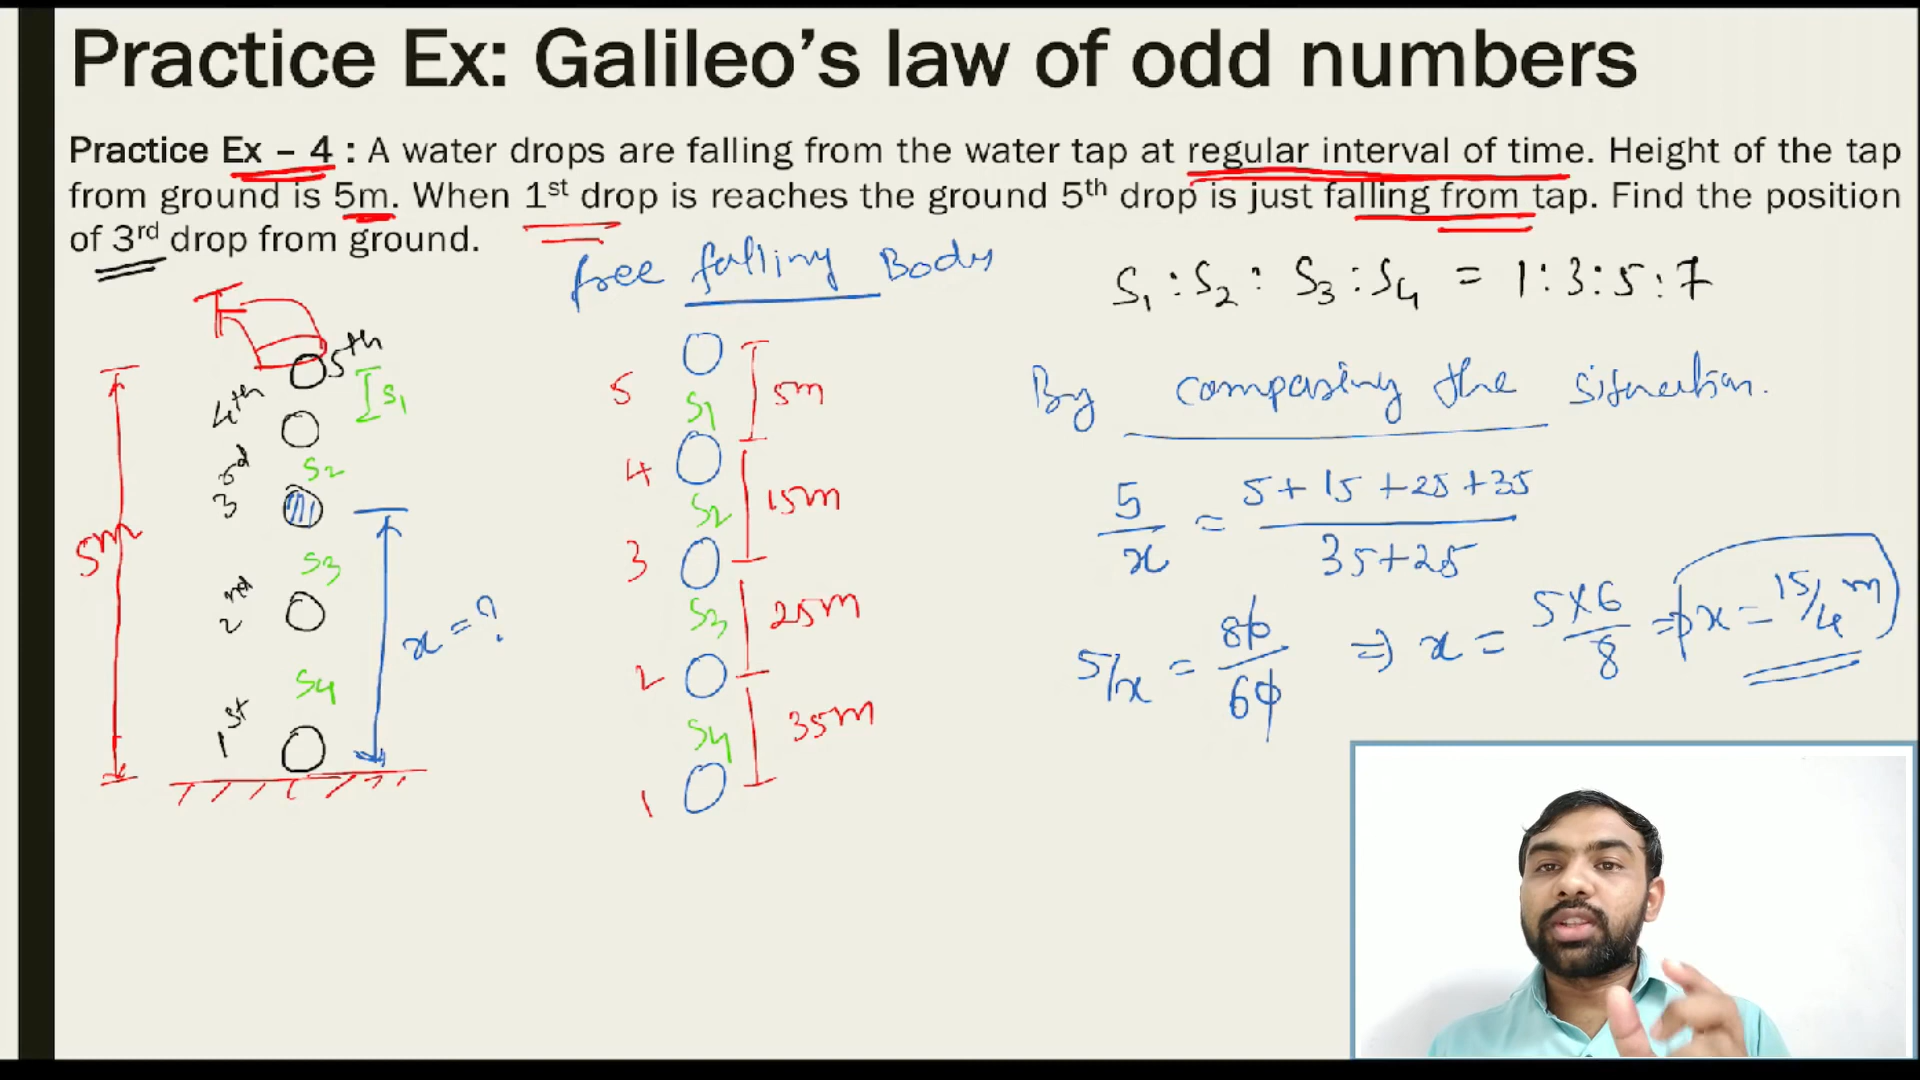 Practice Ex: Galileo's law of odd numbers
Practice Ex – 4 : A water drops are falling from the water tap at regular interval of time. Height of the tap
from ground is 5m. When 1st drop is reaches the ground 5th drop is just falling from tap. Find the position
of 3rd drop from ground.
free falling Body
S1 : S2 : S3 : S4 = 1 : 3 : 5 : 7
5th
S1
4th
S2
3rd
S3
2nd
S4
1st
5m
x = ?
5
S1
5m
4
S2
15m
3
S3
25m
2
S4
35m
1
By comparing the situation.
5/x = 5+15+25+35/35+25
5/x = 80/60 ⇒ x = 5×6/8 ⇒ x = 15/4 m